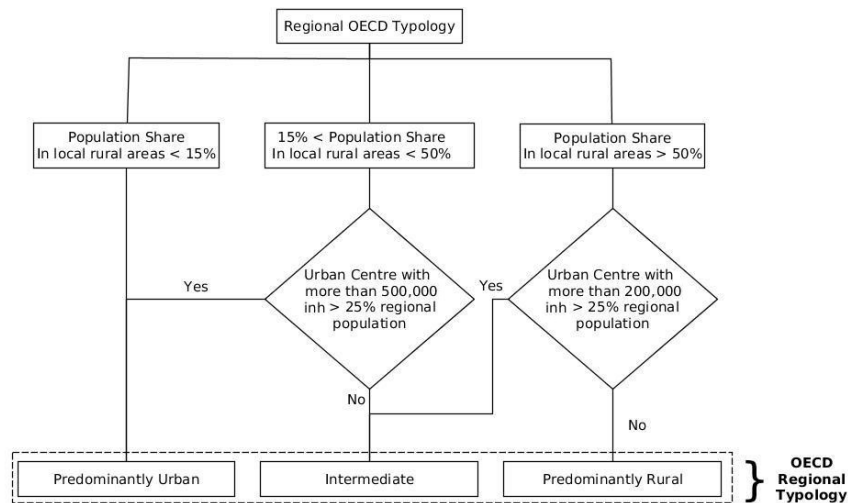 Regional OECD Typology
Population Share
In local rural areas < 15%
15% < Population Share
In local rural areas < 50%
Population Share
In local rural areas > 50%
Yes
Urban Centre with
more than 500,000
inh > 25% regional
population
Yes
Urban Centre with
more than 200,000
inh > 25% regional
population
No
No
Predominantly Urban
Intermediate
Predominantly Rural
OECD
Regional
Typology